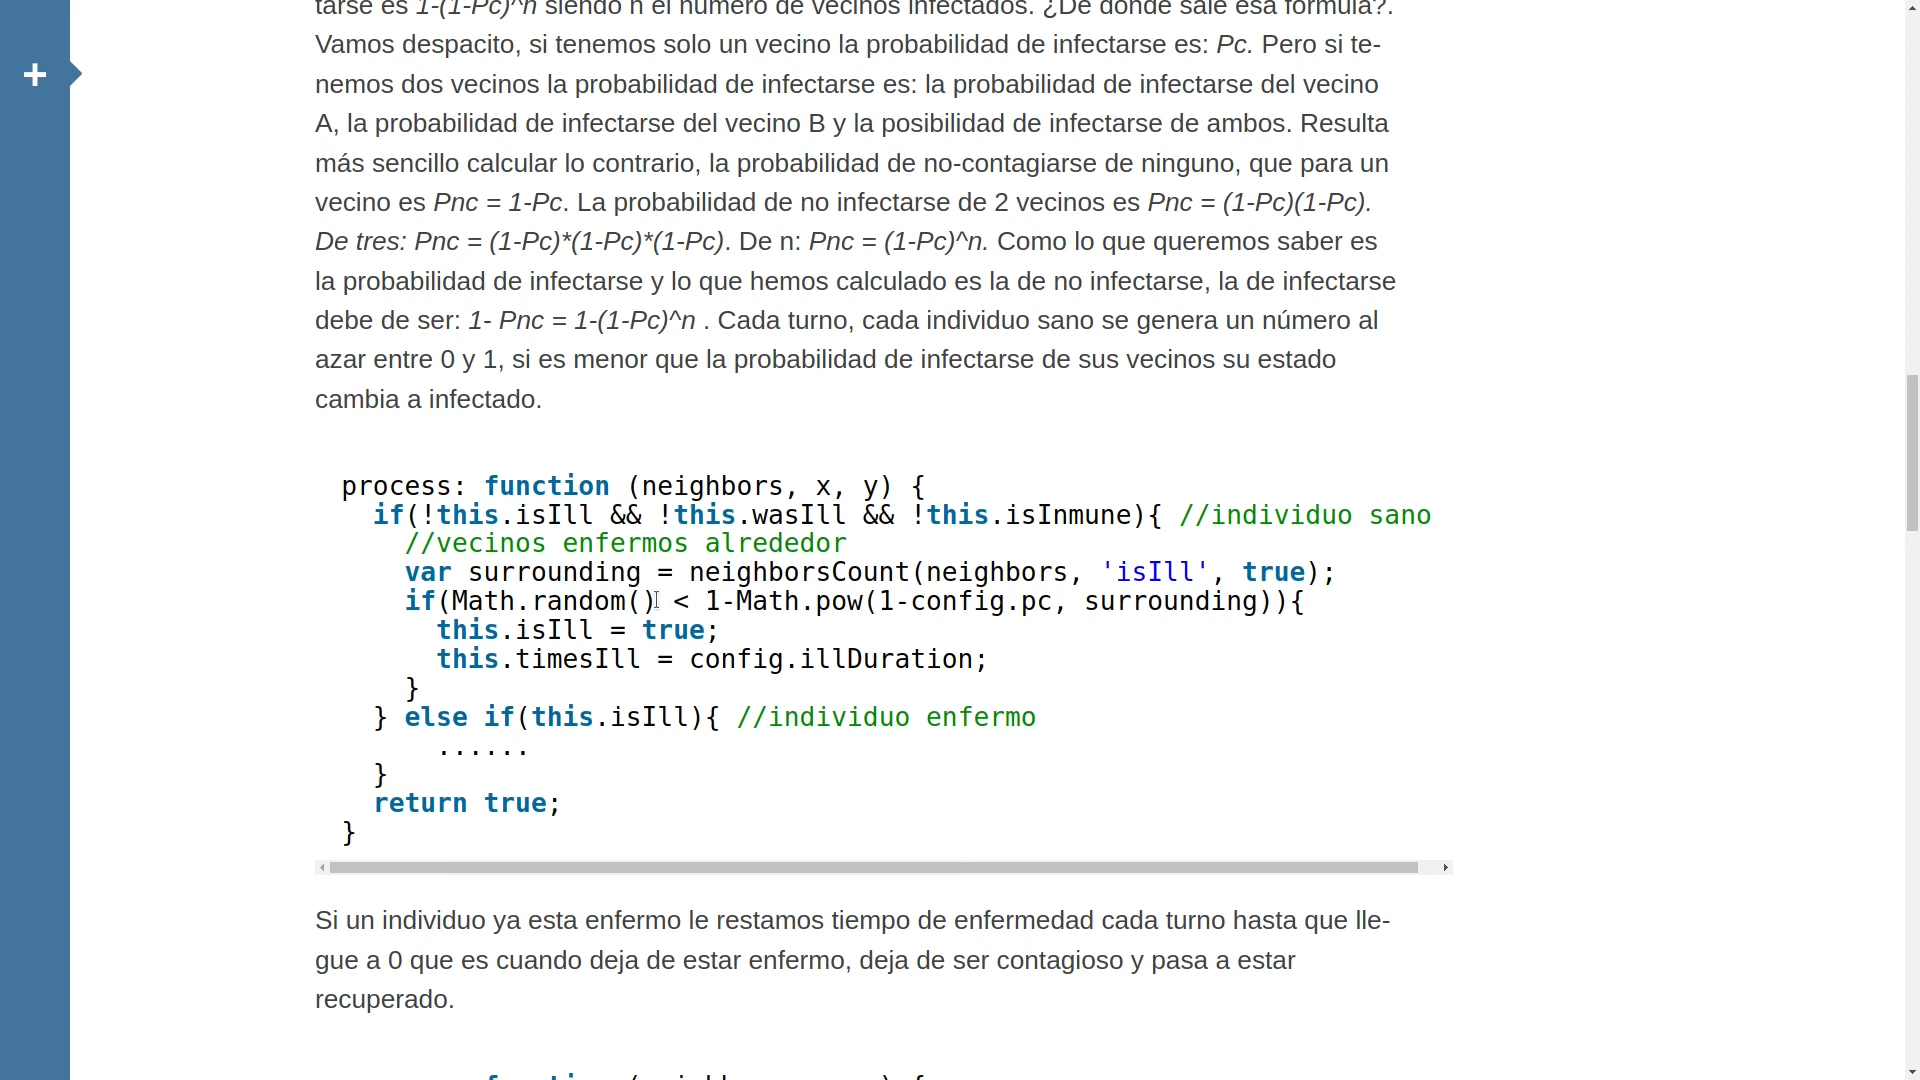 +
tarse es 1-(1-Pc)^n siendo n el número de vecinos infectados. ¿De donde sale esa formula?.
Vamos despacito, si tenemos solo un vecino la probabilidad de infectarse es: Pc. Pero si te-
nemos dos vecinos la probabilidad de infectarse es: la probabilidad de infectarse del vecino
A, la probabilidad de infectarse del vecino B y la posibilidad de infectarse de ambos. Resulta
más sencillo calcular lo contrario, la probabilidad de no-contagiarse de ninguno, que para un
vecino es Pnc = 1-Pc. La probabilidad de no infectarse de 2 vecinos es Pnc = (1-Pc)(1-Pc).
De tres: Pnc = (1-Pc)*(1-Pc)*(1-Pc). De n: Pnc = (1-Pc)^n. Como lo que queremos saber es
la probabilidad de infectarse y lo que hemos calculado es la de no infectarse, la de infectarse
debe de ser: 1- Pnc = 1-(1-Pc)^n . Cada turno, cada individuo sano se genera un número al
azar entre 0 y 1, si es menor que la probabilidad de infectarse de sus vecinos su estado
cambia a infectado.
process: function (neighbors, x, y) {
if(!this.isIll && !this.wasIll && !this.isInmune){ //individuo sano
//vecinos enfermos alrededor
var surrounding = neighborsCount(neighbors, 'isIll', true);
if(Math.random() < 1-Math.pow(1-config.pc, surrounding)){
this.isIll = true;
this.timesIll = config.illDuration;
}
} else if(this.isIll){ //individuo enfermo
......
}
return true;
}
Si un individuo ya esta enfermo le restamos tiempo de enfermedad cada turno hasta que lle-
gue a 0 que es cuando deja de estar enfermo, deja de ser contagioso y pasa a estar
recuperado.